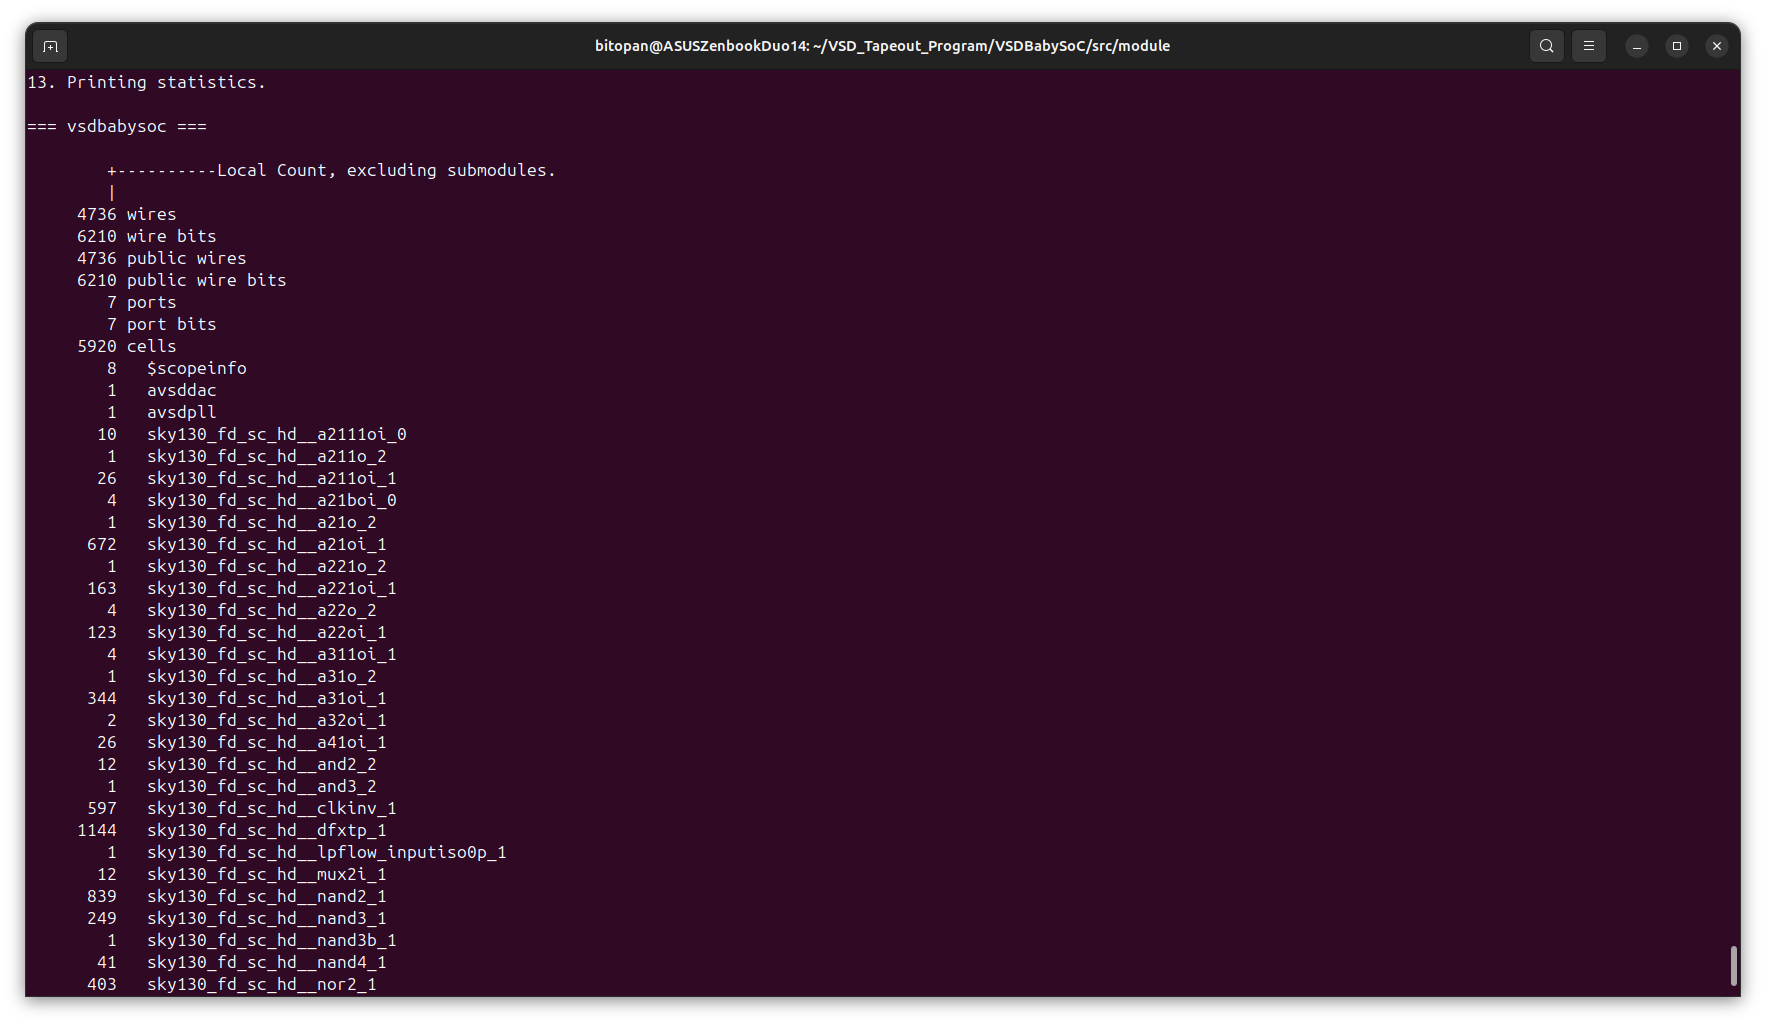 bitopan@ASUSZenbookDuo14: ~/VSD_Tapeout_Program/VSDBabySoC/src/module
13. Printing statistics.
=== vsdbabysoc ===
+----------Local Count, excluding submodules.
|
4736 wires
6210 wire bits
4736 public wires
6210 public wire bits
7 ports
7 port bits
5920 cells
8 $scopeinfo
1 avsddac
1 avsdpll
10 sky130_fd_sc_hd__a2111oi_0
1 sky130_fd_sc_hd__a211o_2
26 sky130_fd_sc_hd__a211oi_1
4 sky130_fd_sc_hd__a21boi_0
1 sky130_fd_sc_hd__a21o_2
672 sky130_fd_sc_hd__a21oi_1
1 sky130_fd_sc_hd__a221o_2
163 sky130_fd_sc_hd__a221oi_1
4 sky130_fd_sc_hd__a22o_2
123 sky130_fd_sc_hd__a22oi_1
4 sky130_fd_sc_hd__a311oi_1
1 sky130_fd_sc_hd__a31o_2
344 sky130_fd_sc_hd__a31oi_1
2 sky130_fd_sc_hd__a32oi_1
26 sky130_fd_sc_hd__a41oi_1
12 sky130_fd_sc_hd__and2_2
1 sky130_fd_sc_hd__and3_2
597 sky130_fd_sc_hd__clkinv_1
1144 sky130_fd_sc_hd__dfxtp_1
1 sky130_fd_sc_hd__lpflow_inputiso0p_1
12 sky130_fd_sc_hd__mux2i_1
839 sky130_fd_sc_hd__nand2_1
249 sky130_fd_sc_hd__nand3_1
1 sky130_fd_sc_hd__nand3b_1
41 sky130_fd_sc_hd__nand4_1
403 sky130_fd_sc_hd__nor2_1